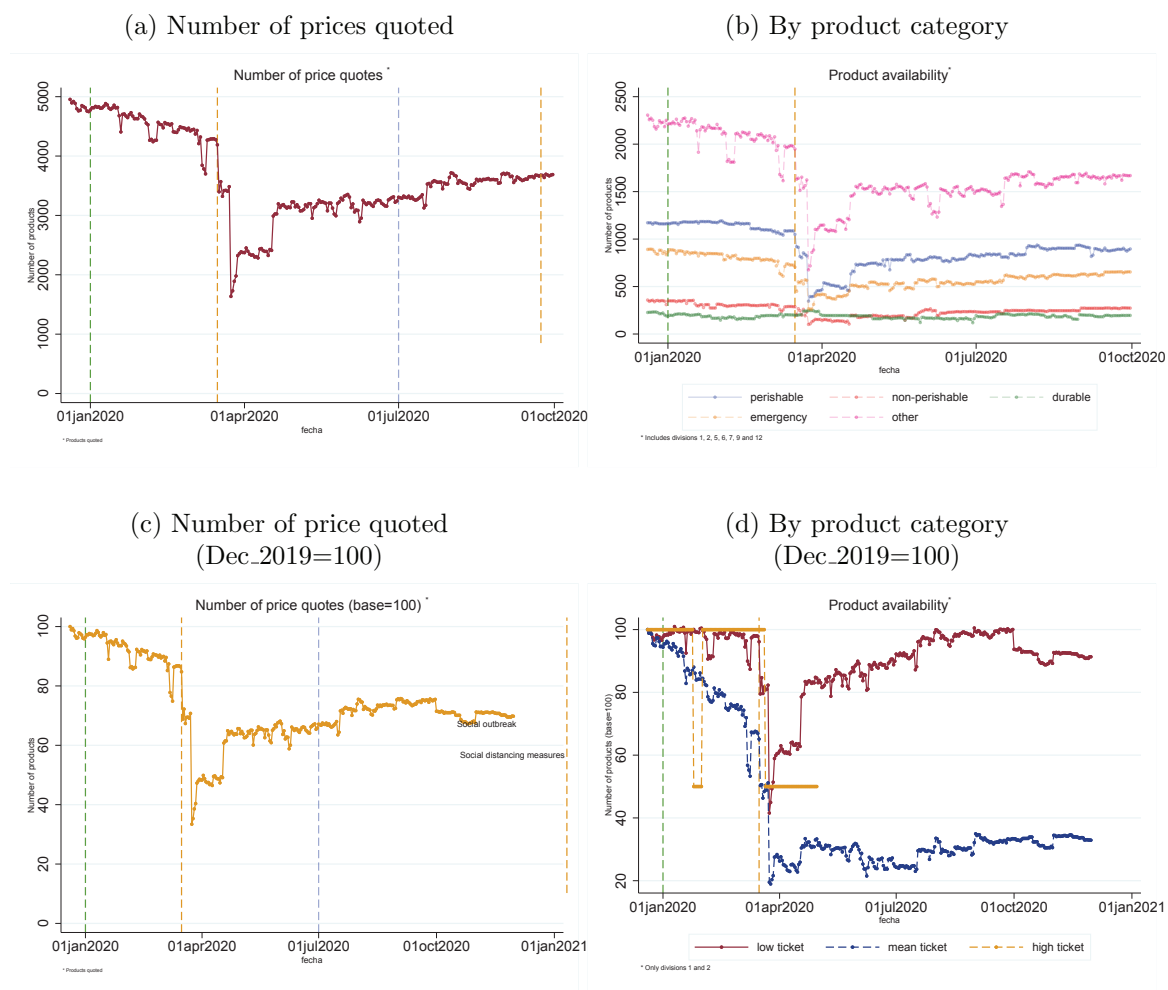 (a) Number of prices quoted
Number of price quotes *
Number of products
0 1000 2000 3000 4000 5000
01jan2020 01apr2020 01jul2020 01oct2020
fecha
* Products quoted
(b) By product category
Product availability*
Number of products
0 500 1000 1500 2000 2500
01jan2020 01apr2020 01jul2020 01oct2020
fecha
perishable non-perishable durable
emergency other
* Includes divisions 1, 2, 5, 6, 7, 9 and 12
(c) Number of price quoted
(Dec_2019=100)
Number of price quotes (base=100) *
Number of products
0 20 40 60 80 100
Social outbreak
Social distancing measures
01jan2020 01apr2020 01jul2020 01oct2020 01jan2021
fecha
* Products quoted
(d) By product category
(Dec_2019=100)
Product availability*
Number of products (base=100)
20 40 60 80 100
01jan2020 01apr2020 01jul2020 01oct2020 01jan2021
fecha
low ticket mean ticket high ticket
* Only divisions 1 and 2